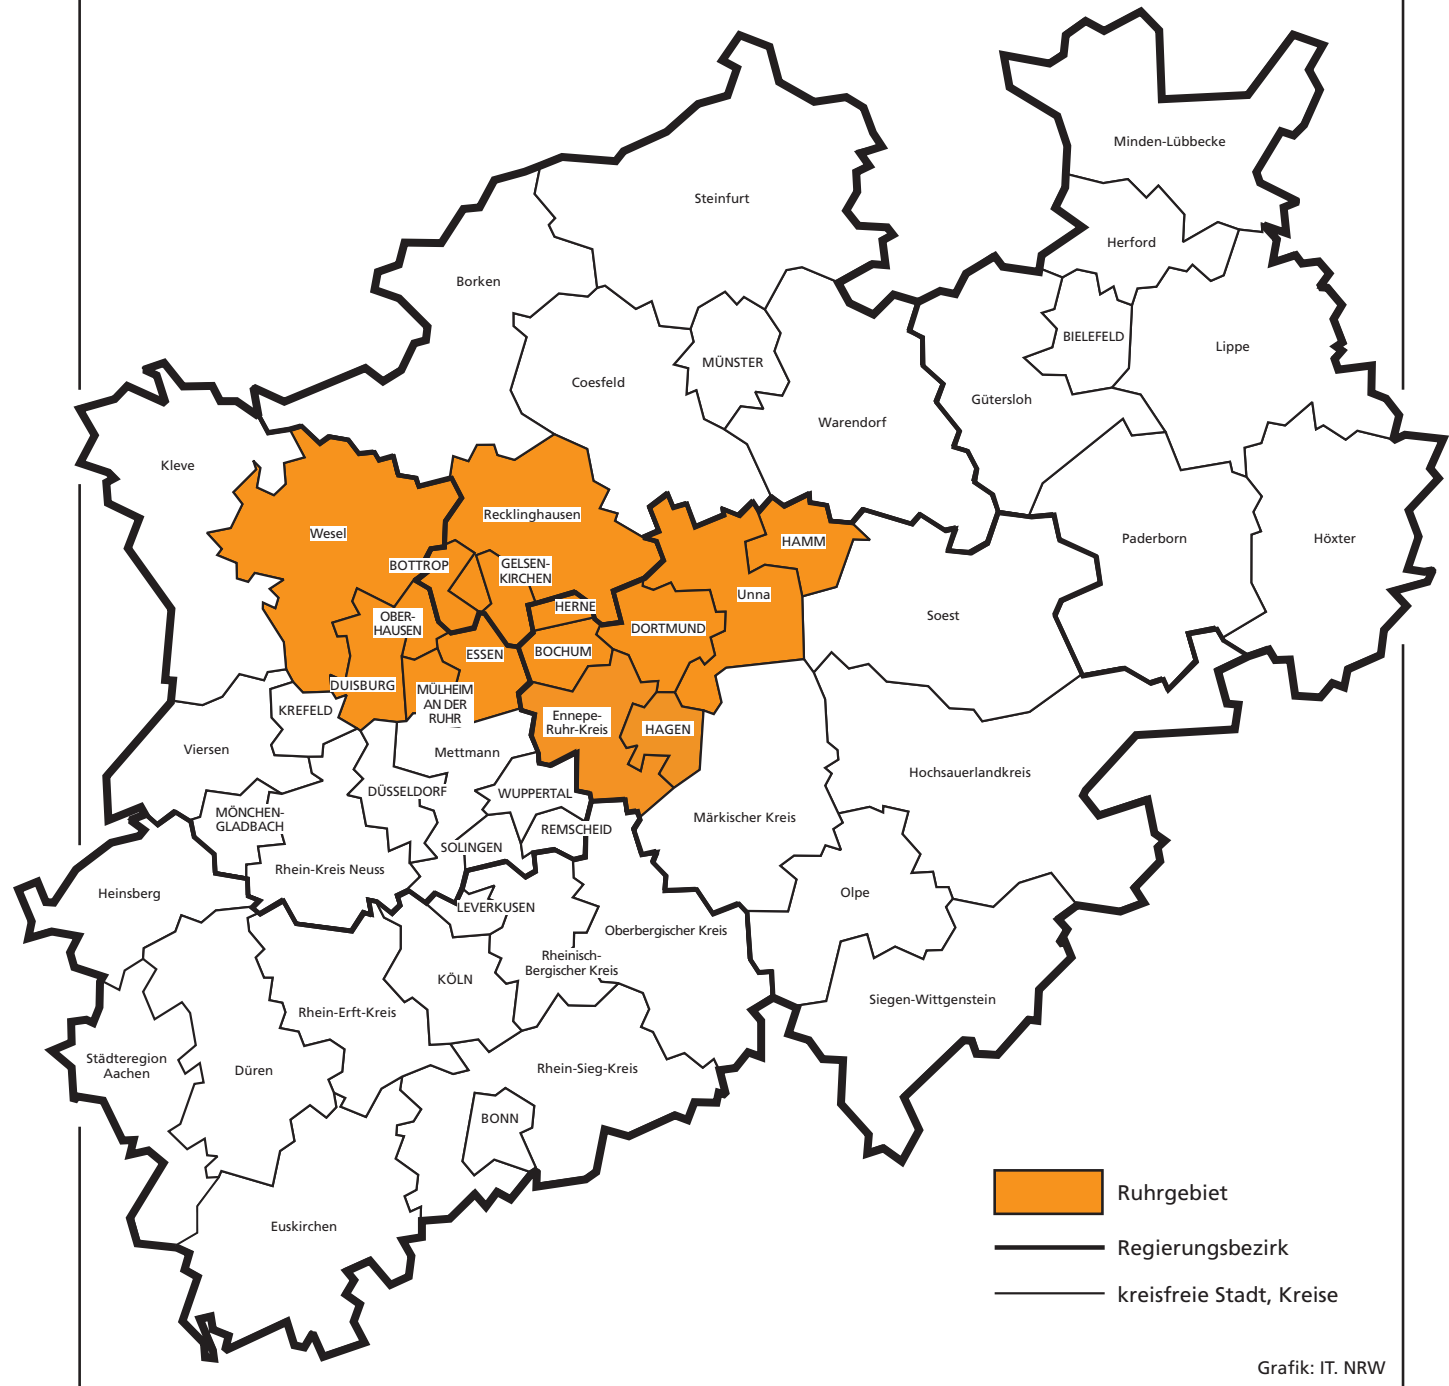 Minden-Lübbecke
Steinfurt
Herford
Borken
BIELEFELD
Lippe
MÜNSTER
Coesfeld
Gütersloh
Warendorf
Kleve
Recklinghausen
Wesel
HAMM
Paderborn
Höxter
BOTTROP
GELSEN-
KIRCHEN
Unna
HERNE
Soest
OBER-
HAUSEN
DORTMUND
ESSEN
BOCHUM
DUISBURG
MÜLHEIM
AN DER
RUHR
KREFELD
Ennepe-
Ruhr-Kreis
HAGEN
Viersen
Mettmann
Hochsauerlandkreis
DÜSSELDORF
WUPPERTAL
MÖNCHEN-
GLADBACH
Märkischer Kreis
REMSCHEID
SOLINGEN
Rhein-Kreis Neuss
Heinsberg
Olpe
LEVERKUSEN
Oberbergischer Kreis
Rheinisch-
Bergischer Kreis
KÖLN
Siegen-Wittgenstein
Rhein-Erft-Kreis
Städteregion
Aachen
Düren
Rhein-Sieg-Kreis
BONN
Euskirchen
Ruhrgebiet
Regierungsbezirk
kreisfreie Stadt, Kreise
Grafik: IT. NRW